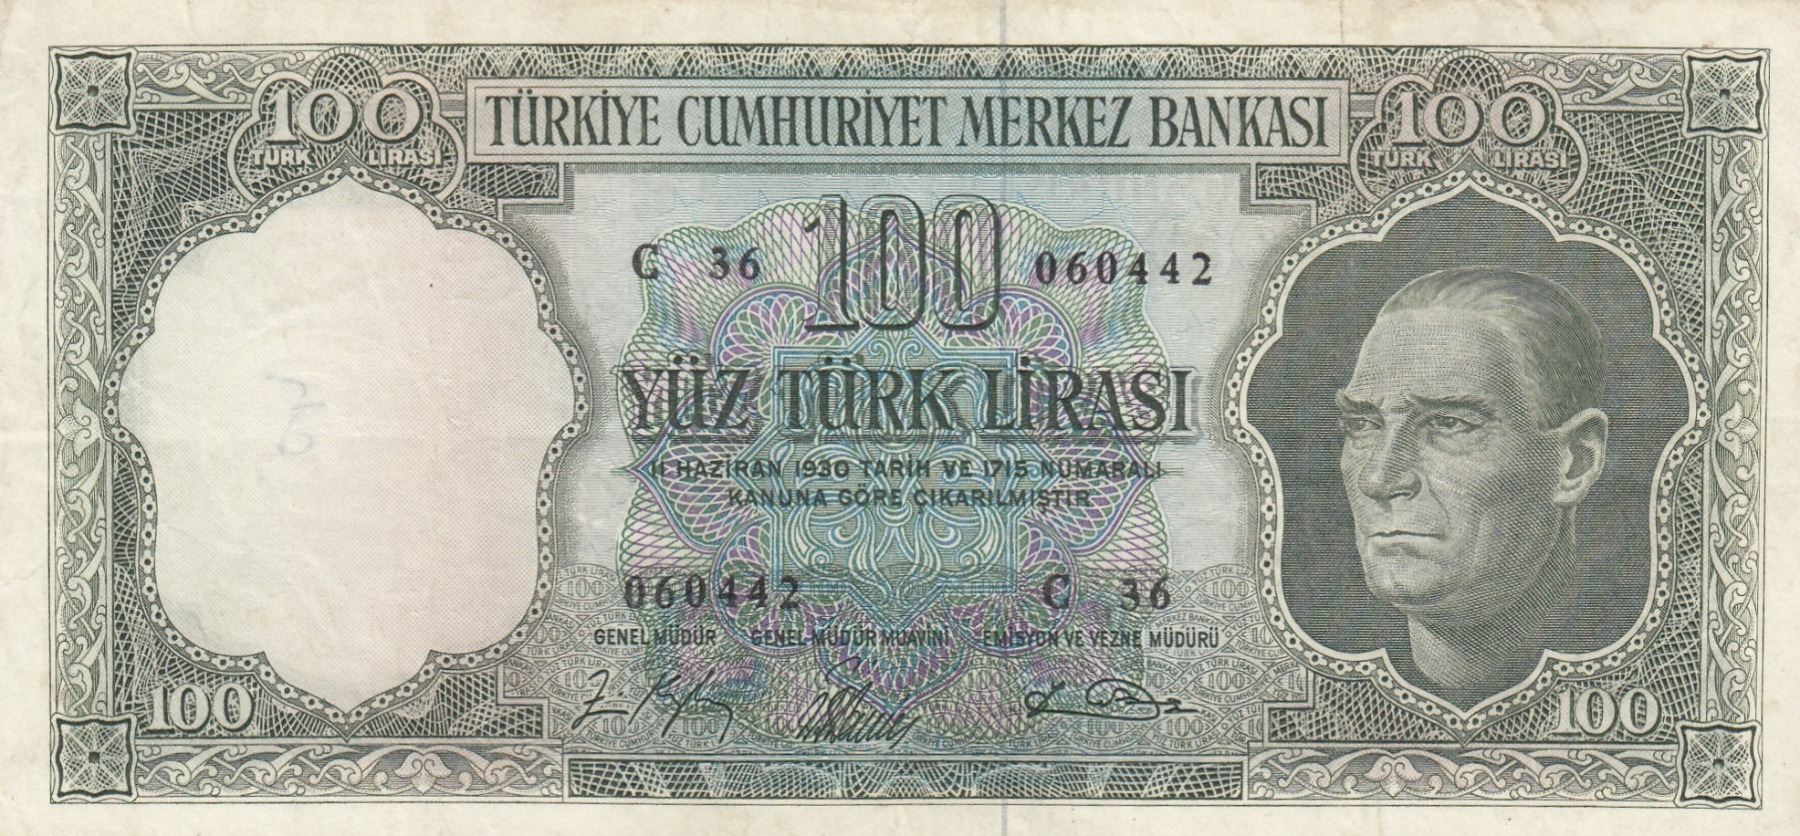 100 TÜRK LİRASI
TÜRKİYE CUMHURİYET MERKEZ BANKASI
100 TÜRK LİRASI
100
C 36 060442
YÜZ TÜRK LİRASI
11 HAZİRAN 1930 TARİH VE 1715 NUMARALI
KANUNA GÖRE ÇIKARILMIŞTIR
060442 C 36
GENEL MÜDÜR GENEL MÜDÜR MUAVİNİ EMİSYON VE VEZNE MÜDÜRÜ
100 100